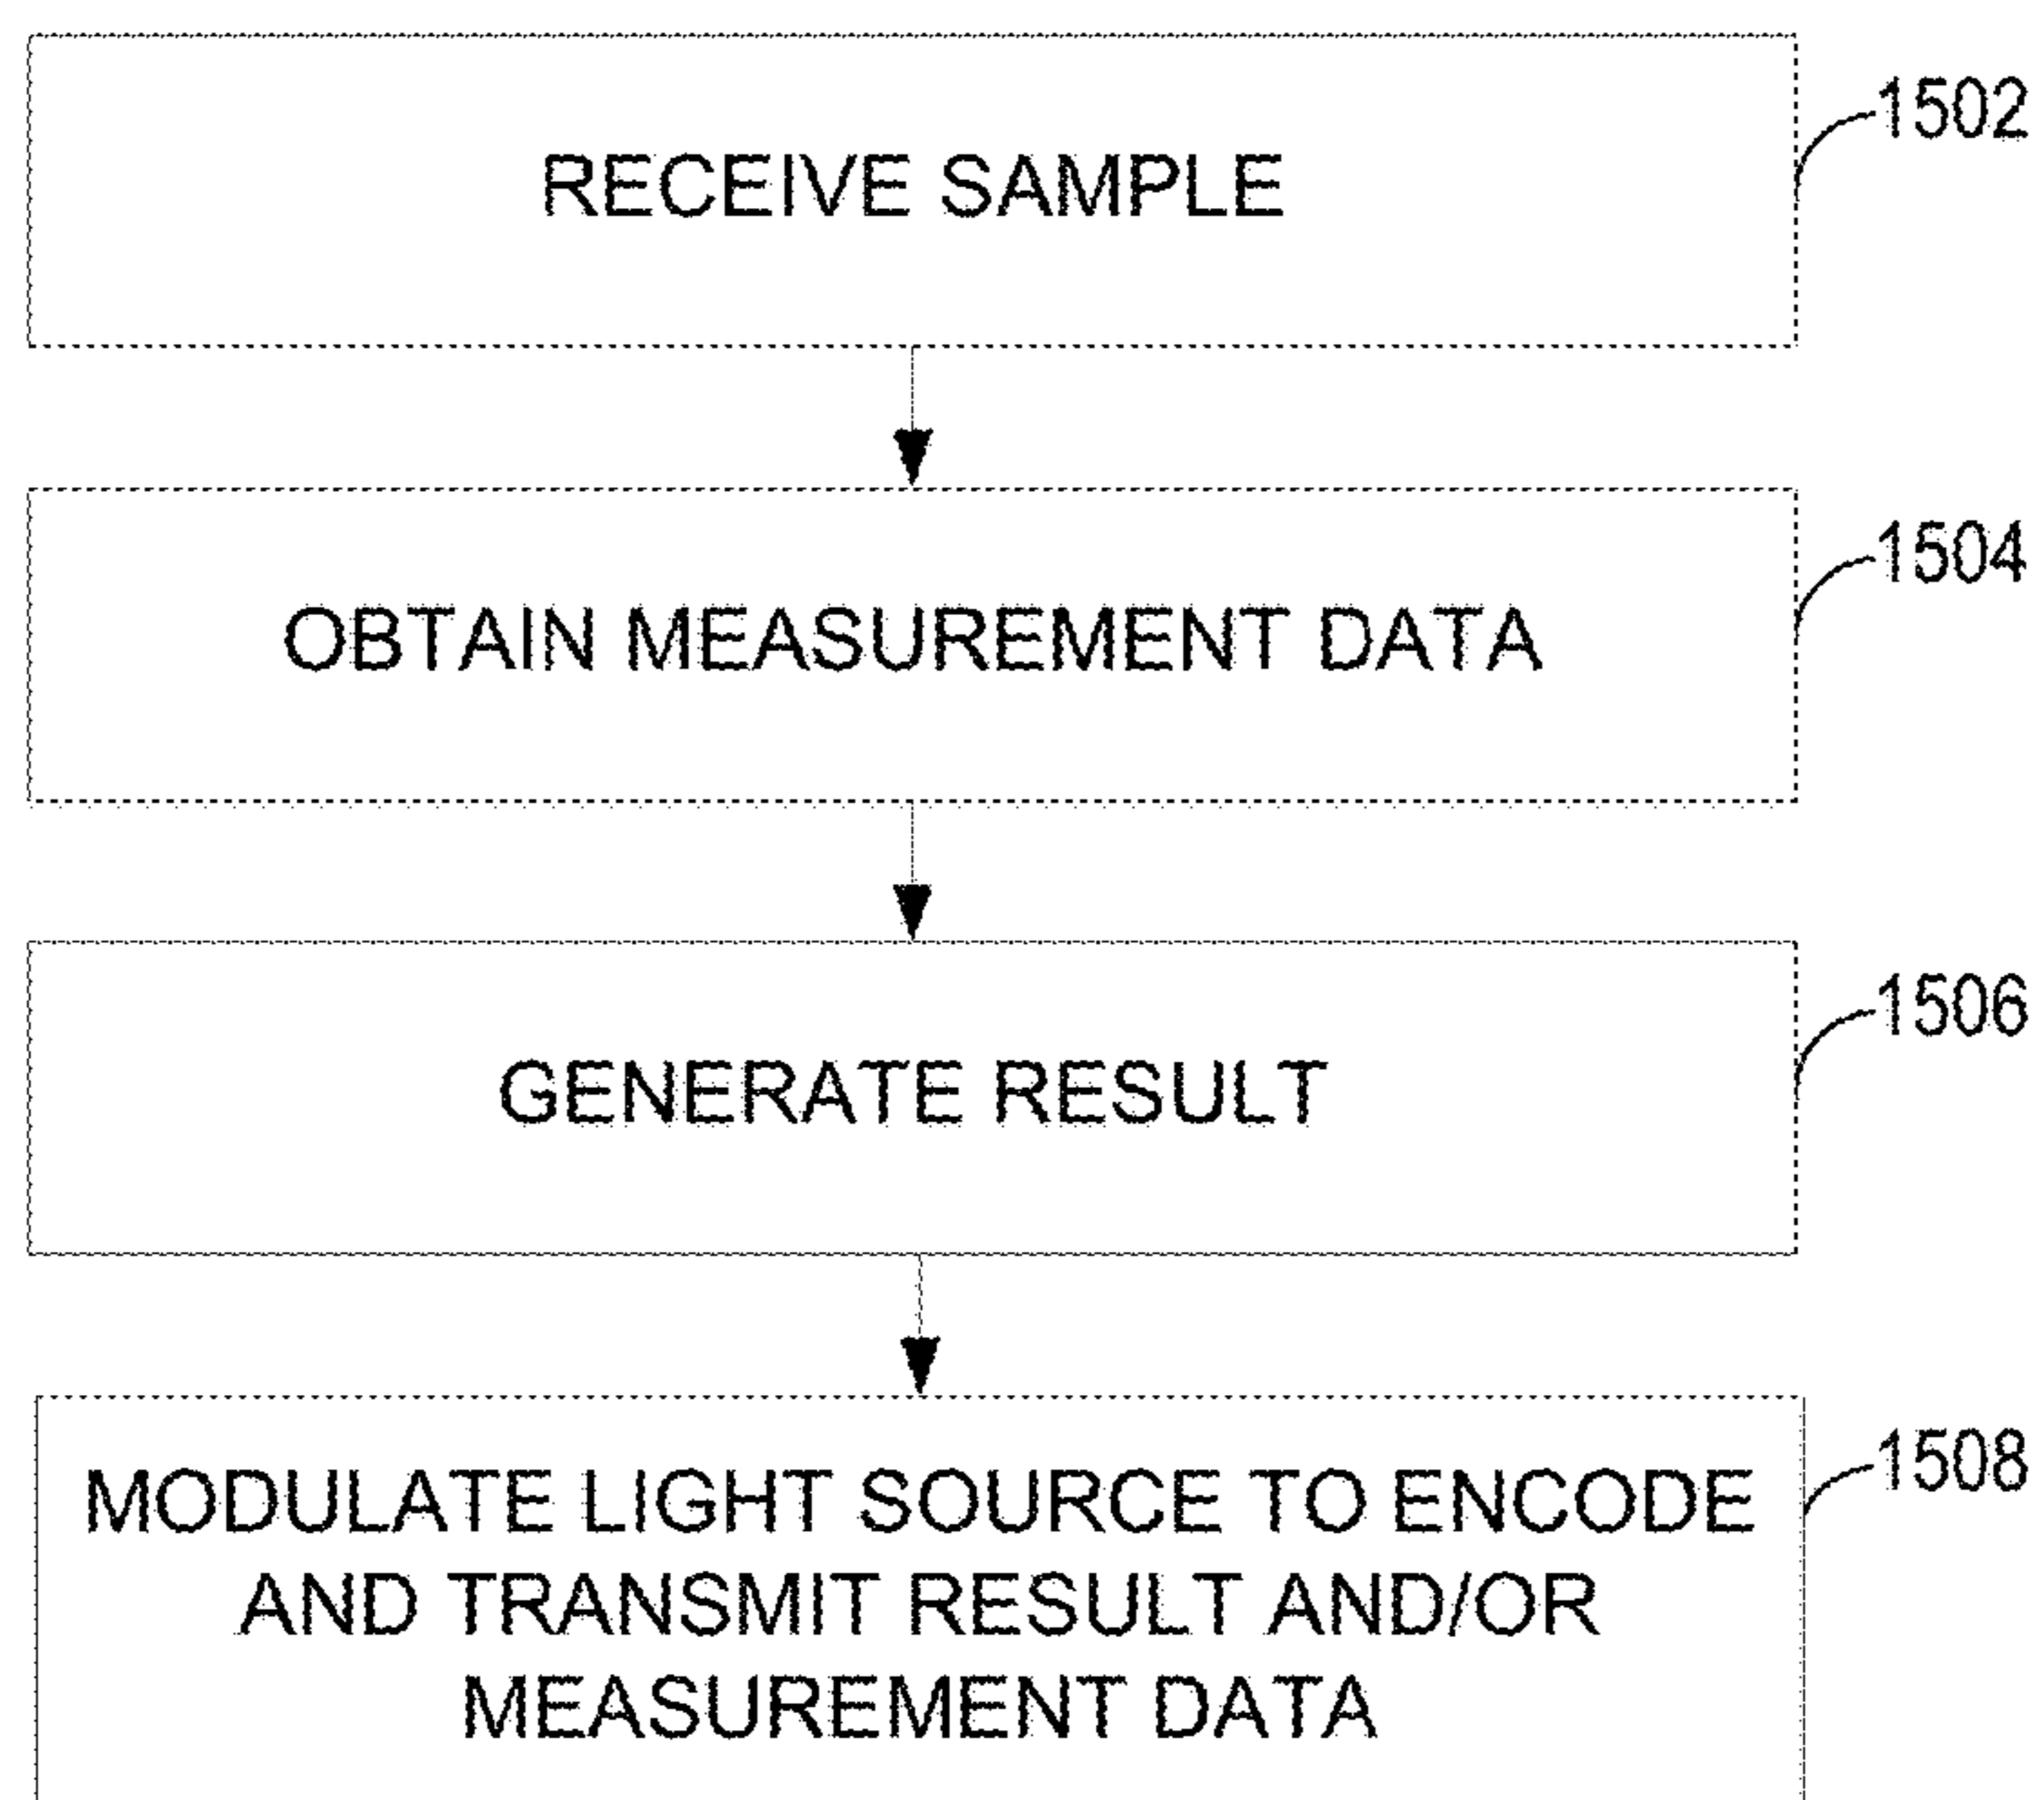 RECEIVE SAMPLE
1502
OBTAIN MEASUREMENT DATA
1504
GENERATE RESULT
1506
MODULATE LIGHT SOURCE TO ENCODE
AND TRANSMIT RESULT AND/OR
MEASUREMENT DATA
1508